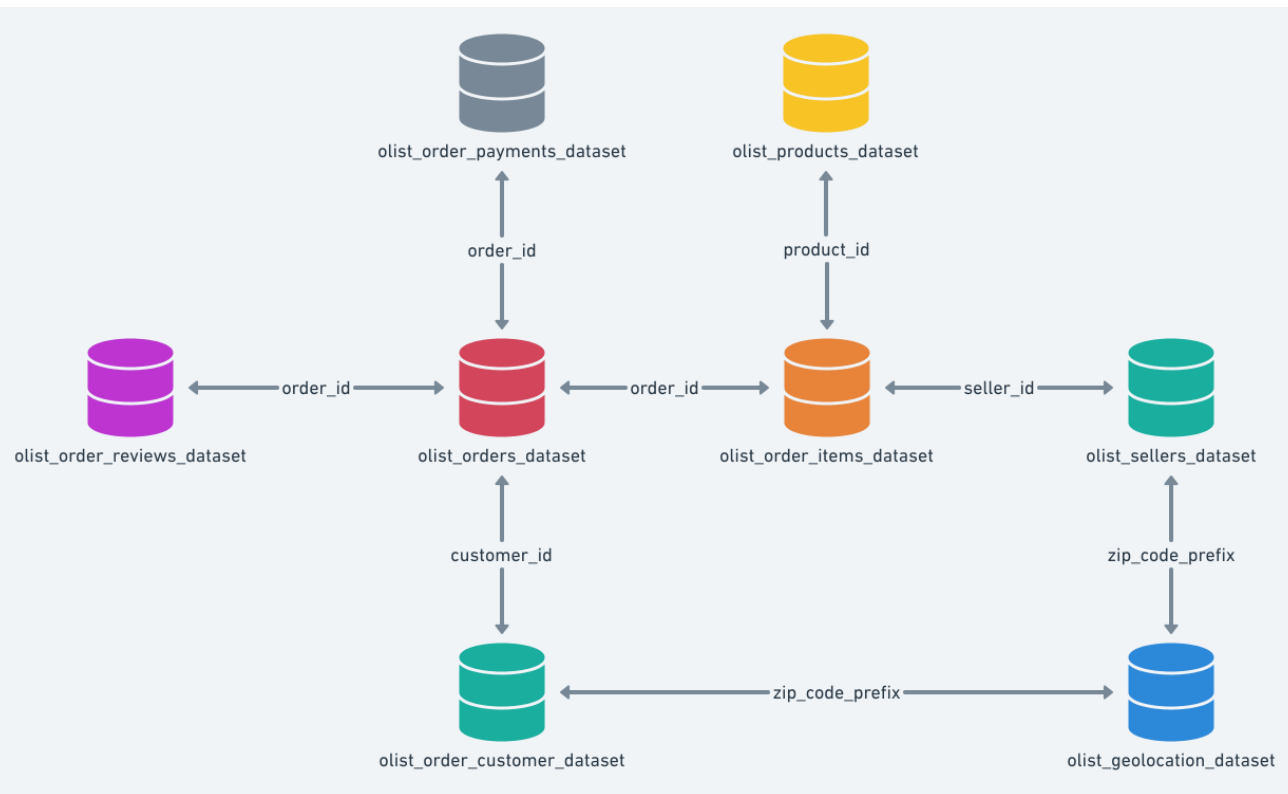 olist_order_payments_dataset
olist_products_dataset
order_id
product_id
order_id
order_id
seller_id
olist_order_reviews_dataset
olist_orders_dataset
olist_order_items_dataset
olist_sellers_dataset
customer_id
zip_code_prefix
zip_code_prefix
olist_order_customer_dataset
olist_geolocation_dataset